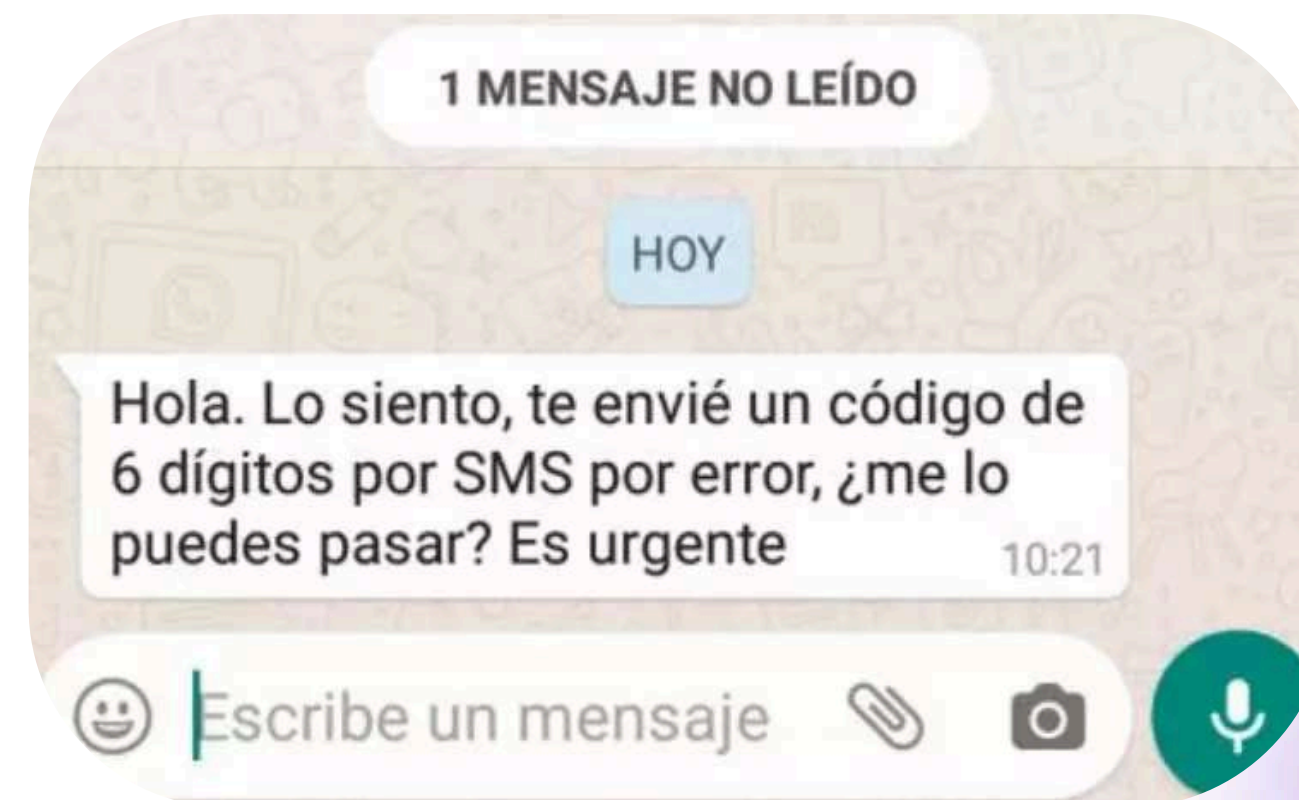 1 MENSAJE NO LEÍDO
HOY
Hola. Lo siento, te envié un código de
6 dígitos por SMS por error, ¿me lo
puedes pasar? Es urgente
10:21
Escribe un mensaje